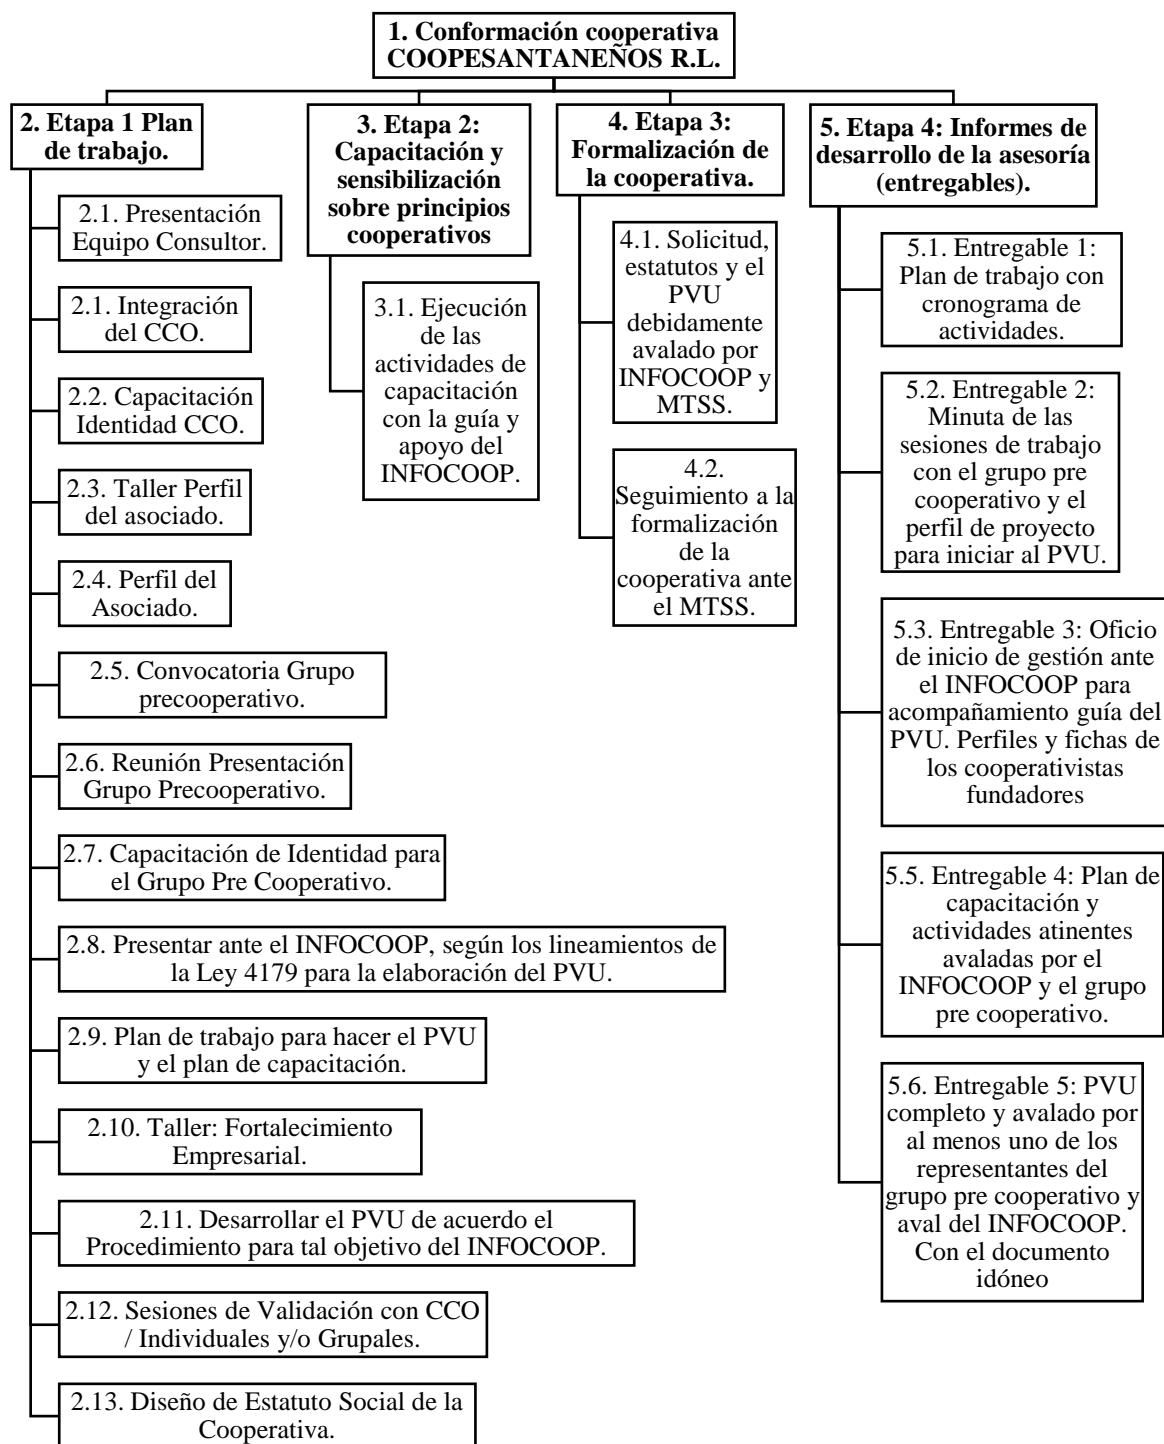 1. Conformación cooperativa
COOPESANTANEÑOS R.L.
2. Etapa 1 Plan
de trabajo.
2.1. Presentación
Equipo Consultor.
2.1. Integración
del CCO.
2.2. Capacitación
Identidad CCO.
2.3. Taller Perfil
del asociado.
2.4. Perfil del
Asociado.
2.5. Convocatoria Grupo
precooperativo.
2.6. Reunión Presentación
Grupo Precooperativo.
2.7. Capacitación de Identidad para
el Grupo Pre Cooperativo.
2.8. Presentar ante el INFOCOOP, según los lineamientos de
la Ley 4179 para la elaboración del PVU.
2.9. Plan de trabajo para hacer el PVU
y el plan de capacitación.
2.10. Taller: Fortalecimiento
Empresarial.
2.11. Desarrollar el PVU de acuerdo el
Procedimiento para tal objetivo del INFOCOOP.
2.12. Sesiones de Validación con CCO
/ Individuales y/o Grupales.
2.13. Diseño de Estatuto Social de la
Cooperativa.
3. Etapa 2:
Capacitación y
sensibilización
sobre principios
cooperativos
3.1. Ejecución
de las
actividades de
capacitación
con la guía y
apoyo del
INFOCOOP.
4. Etapa 3:
Formalización de
la cooperativa.
4.1. Solicitud,
estatutos y el
PVU
debidamente
avalado por
INFOCOOP y
MTSS.
4.2.
Seguimiento a la
formalización
de la
cooperativa ante
el MTSS.
5. Etapa 4: Informes de
desarrollo de la asesoría
(entregables).
5.1. Entregable 1:
Plan de trabajo con
cronograma de
actividades.
5.2. Entregable 2:
Minuta de las
sesiones de trabajo
con el grupo pre
cooperativo y el
perfil de proyecto
para iniciar al PVU.
5.3. Entregable 3: Oficio
de inicio de gestión ante
el INFOCOOP para
acompañamiento guía del
PVU. Perfiles y fichas de
los cooperativistas
fundadores
5.5. Entregable 4: Plan de
capacitación y
actividades atinentes
avaladas por el
INFOCOOP y el grupo
pre cooperativo.
5.6. Entregable 5: PVU
completo y avalado por
al menos uno de los
representantes del
grupo pre cooperativo y
aval del INFOCOOP.
Con el documento
idóneo